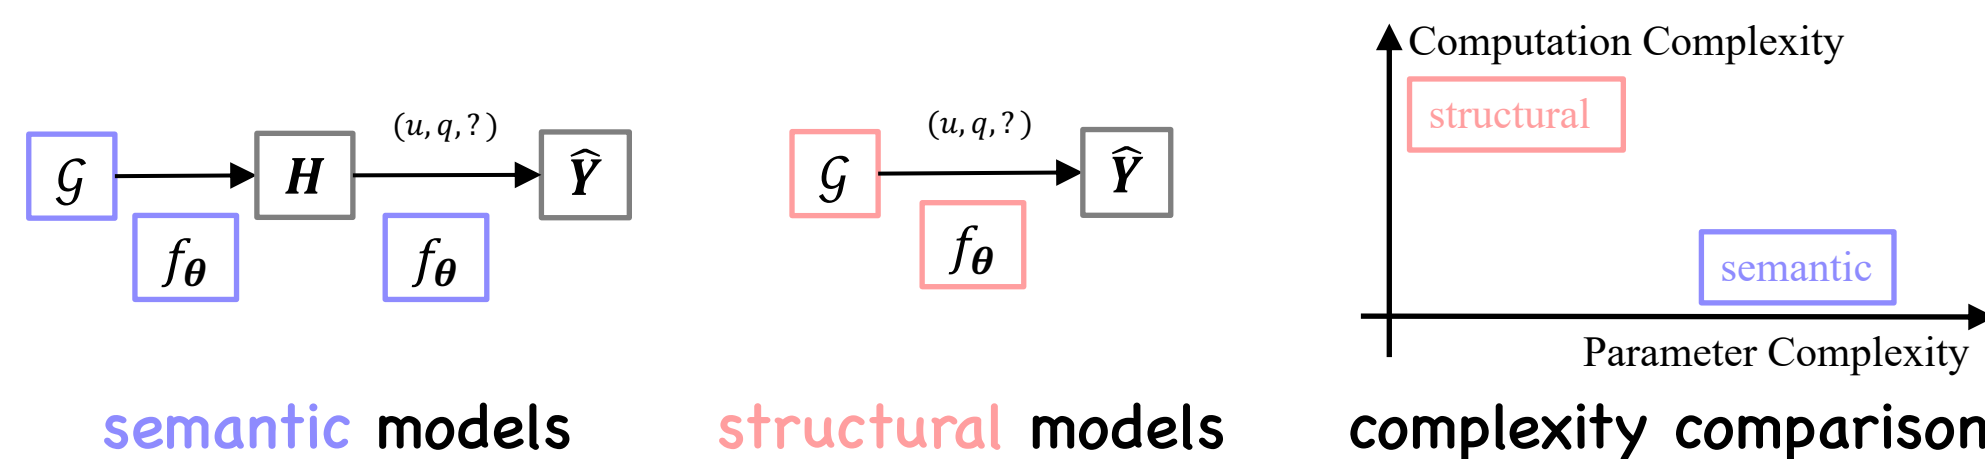 𝒢
H
(u, q, ?)
Ŷ
f_θ
f_θ
semantic models
𝒢
(u, q, ?)
Ŷ
f_θ
structural models
Computation Complexity
structural
semantic
Parameter Complexity
complexity comparison